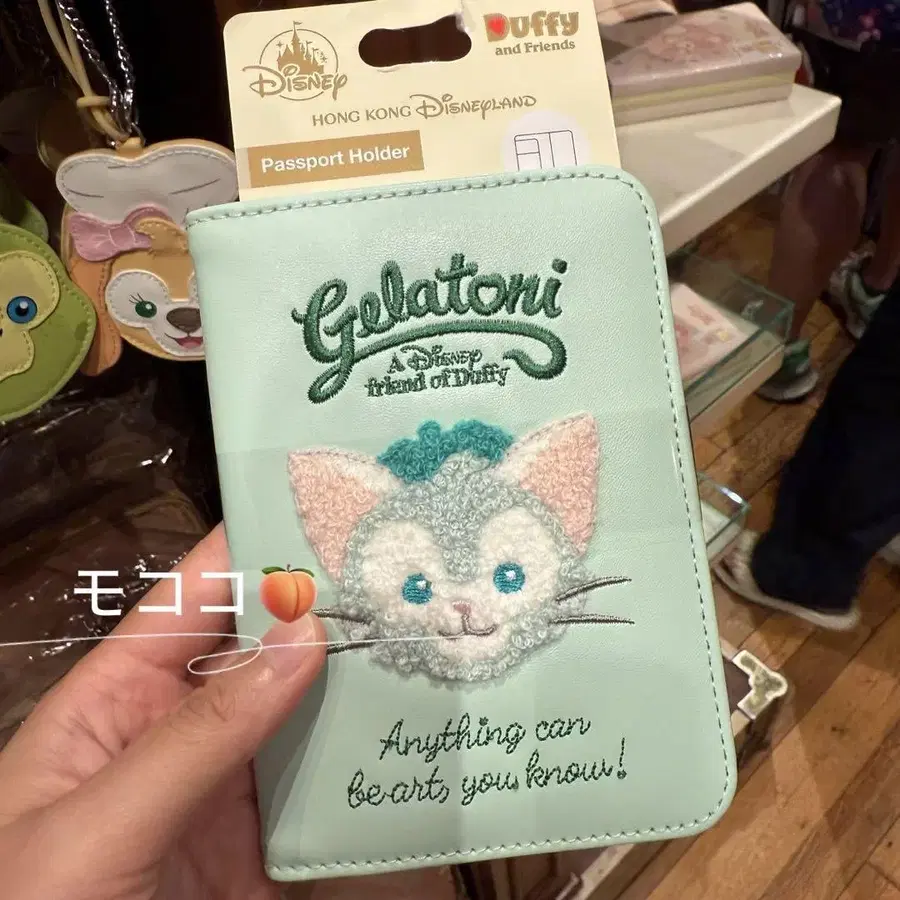 Disney
Duffy
and Friends
HONG KONG Disneyland
Passport Holder
Gelatoni
A Disney
friend of Duffy
モココ🍑
Anything can
be arts, you know!